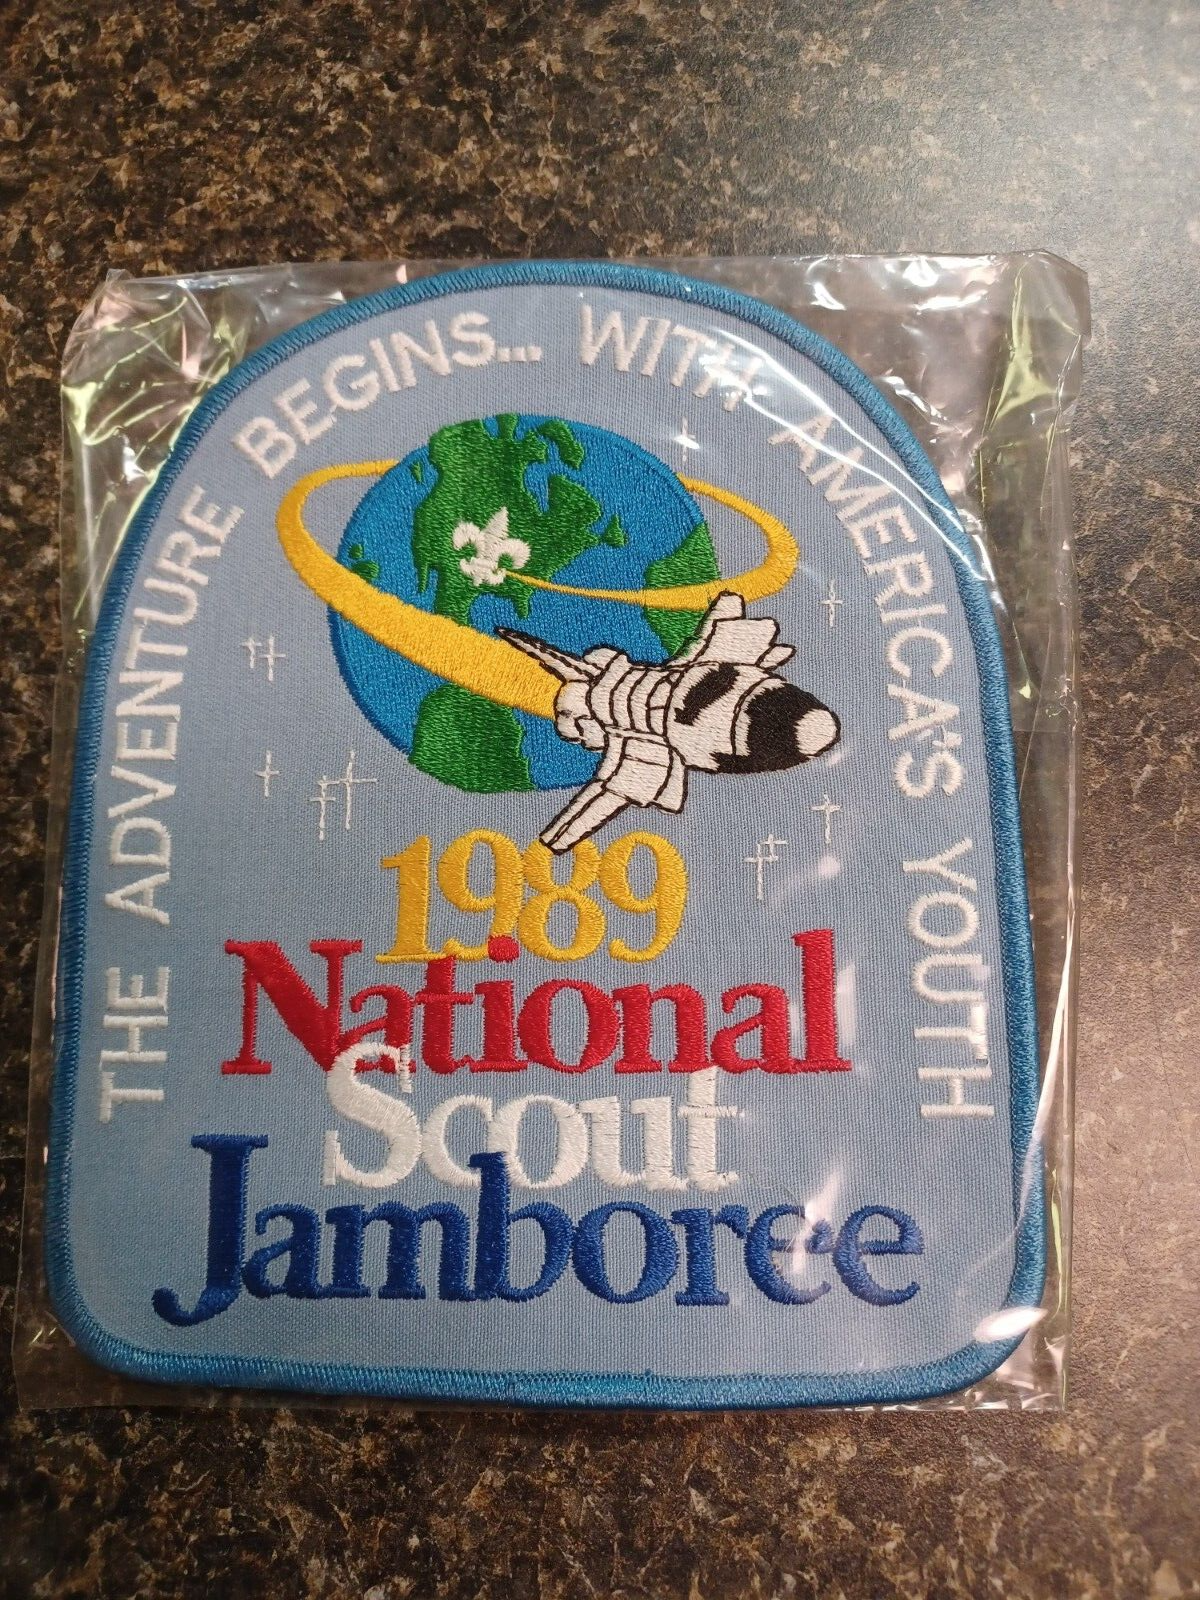 THE ADVENTURE BEGINS... WITH AMERICA'S YOUTH
1989
National
Scout
Jamboree